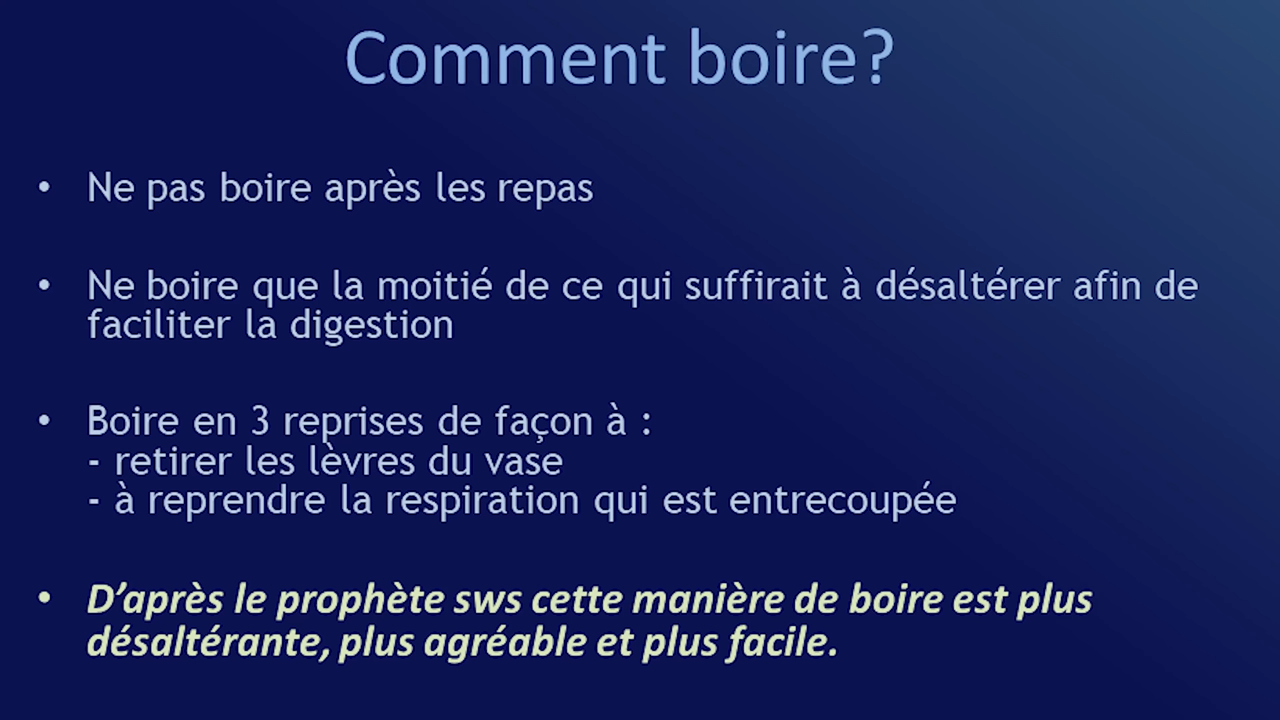 Comment boire?
• Ne pas boire après les repas
• Ne boire que la moitié de ce qui suffirait à désaltérer afin de
faciliter la digestion
• Boire en 3 reprises de façon à :
- retirer les lèvres du vase
- à reprendre la respiration qui est entrecoupée
• D’après le prophète sws cette manière de boire est plus
désaltérante, plus agréable et plus facile.